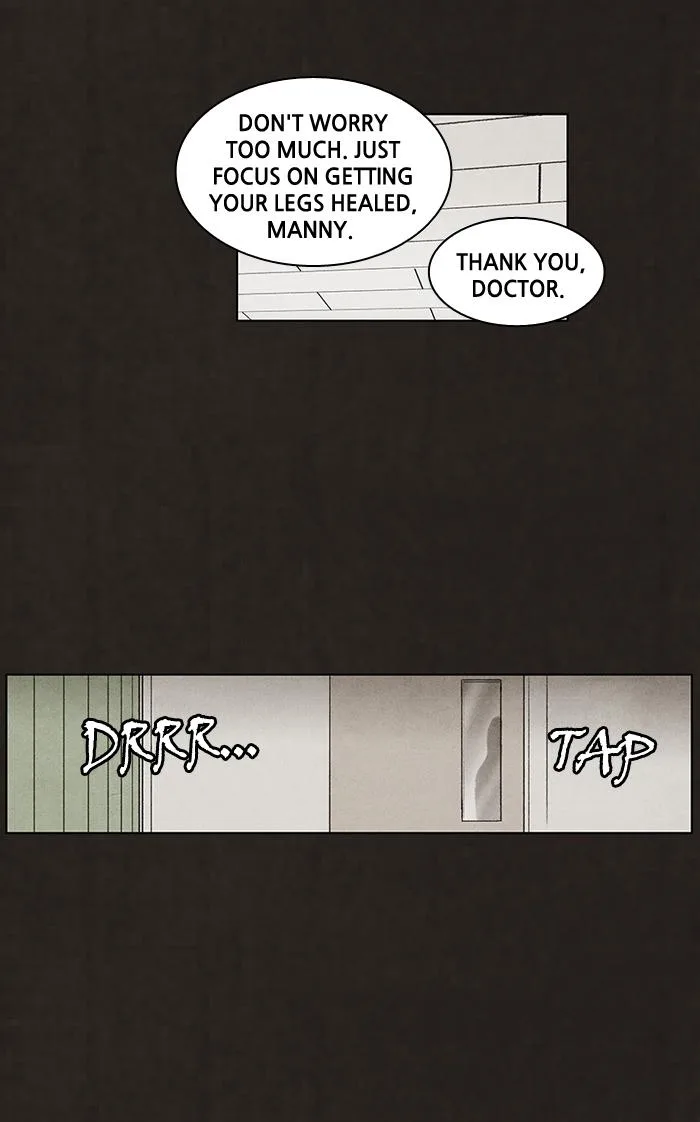 DON'T WORRY
TOO MUCH. JUST
FOCUS ON GETTING
YOUR LEGS HEALED,
MANNY.
THANK YOU,
DOCTOR.
DRRR...
TAP